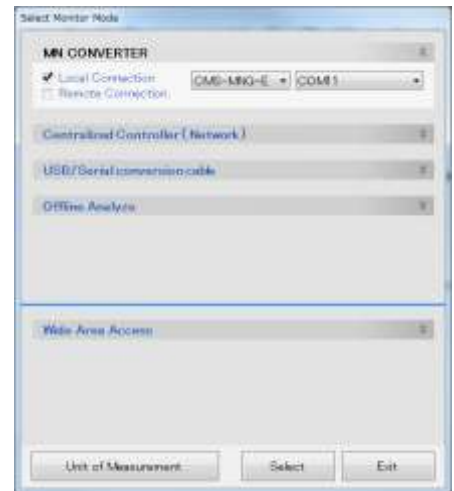 Select Monitor Mode
MN CONVERTER
Local Connection CMS-MNG-E COM11
Remote Connection
Centralized Controller ( Network )
USB/Serial conversion cable
Offline Analyze
Wide Area Access
Unit of Measurement Select Exit